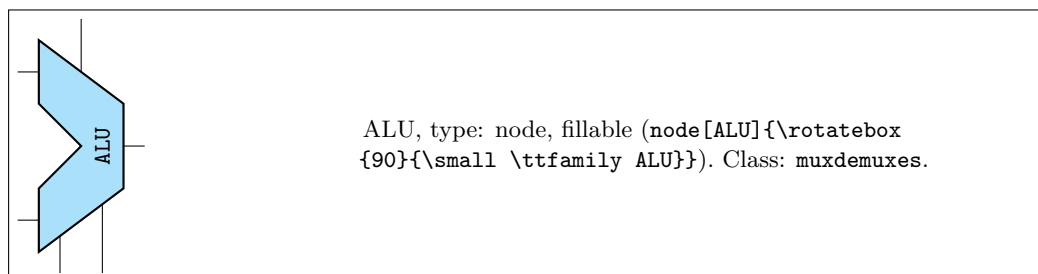 ALU
ALU, type: node, fillable (node[ALU]{\rotatebox
{90}{\small \ttfamily ALU}}). Class: muxdemuxes.